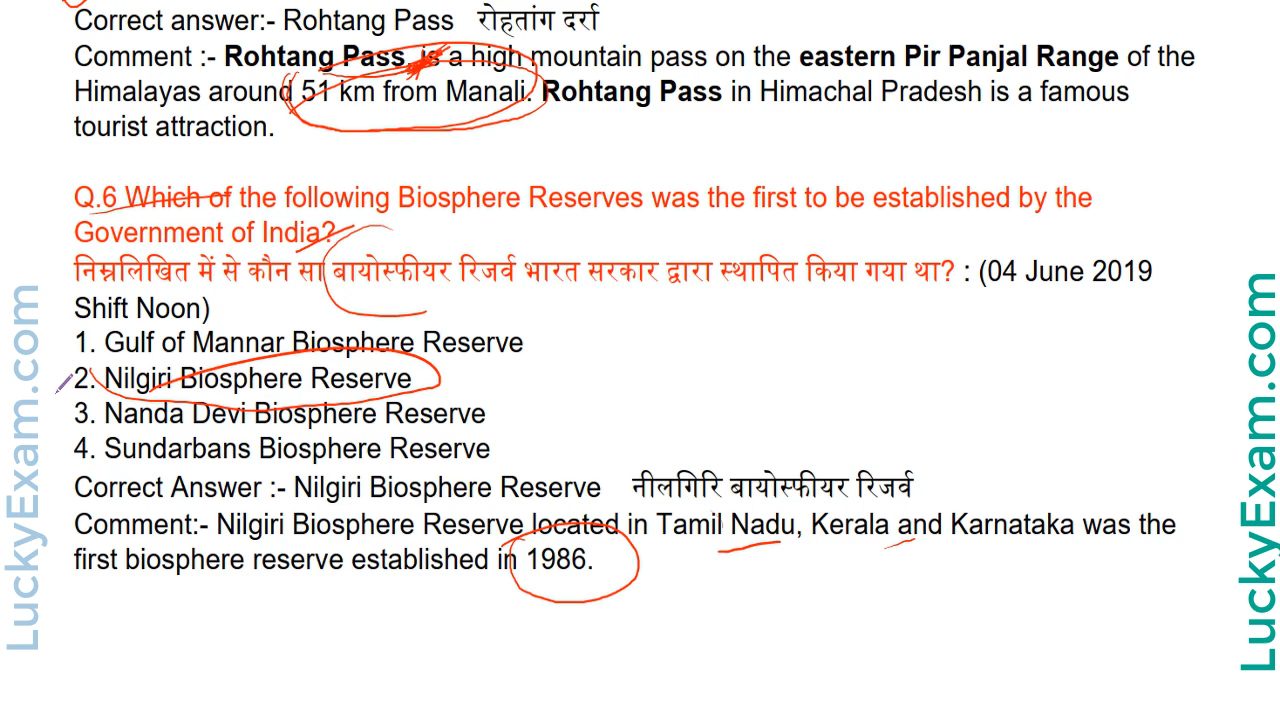 Correct answer:- Rohtang Pass रोहतांग दर्रा
Comment :- Rohtang Pass, is a high mountain pass on the eastern Pir Panjal Range of the
Himalayas around 51 km from Manali. Rohtang Pass in Himachal Pradesh is a famous
tourist attraction.
Q.6 Which of the following Biosphere Reserves was the first to be established by the
Government of India?
निम्नलिखित में से कौन सा बायोस्फीयर रिजर्व भारत सरकार द्वारा स्थापित किया गया था? : (04 June 2019
Shift Noon)
1. Gulf of Mannar Biosphere Reserve
2. Nilgiri Biosphere Reserve
3. Nanda Devi Biosphere Reserve
4. Sundarbans Biosphere Reserve
Correct Answer :- Nilgiri Biosphere Reserve नीलगिरि बायोस्फीयर रिजर्व
Comment:- Nilgiri Biosphere Reserve located in Tamil Nadu, Kerala and Karnataka was the
first biosphere reserve established in 1986.
LuckyExam.com
LuckyExam.com